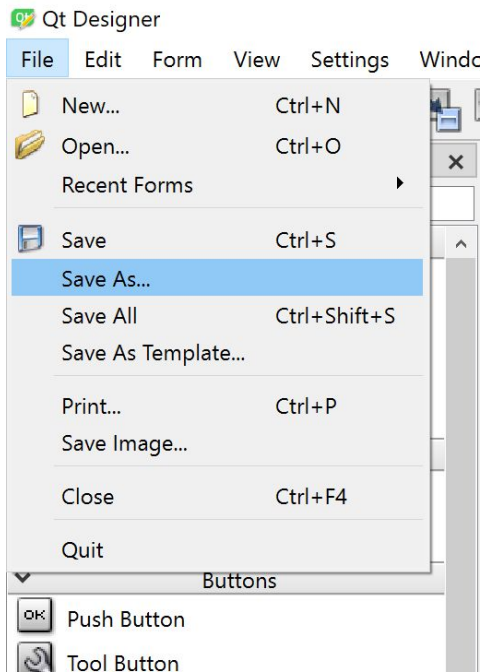 Qt Designer
File Edit Form View Settings
New... Ctrl+N
Open... Ctrl+O
Recent Forms
Save Ctrl+S
Save As...
Save All Ctrl+Shift+S
Save As Template...
Print... Ctrl+P
Save Image...
Close Ctrl+F4
Quit
Buttons
OK Push Button
Tool Button